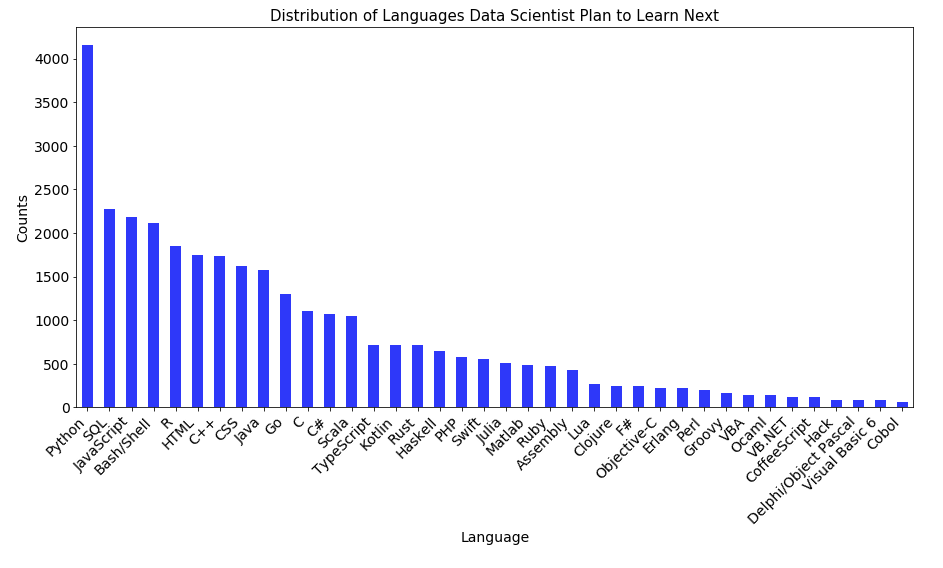 Distribution of Languages Data Scientist Plan to Learn Next
Counts
4000
3500
3000
2500
2000
1500
1000
500
0
Python
SQL
JavaScript
Bash/Shell
R
HTML
C++
CSS
Java
Go
C
C#
Scala
TypeScript
Kotlin
Rust
Haskell
PHP
Swift
Julia
Matlab
Ruby
Assembly
Lua
Clojure
F#
Objective-C
Erlang
Perl
Groovy
VBA
Ocaml
VB.NET
CoffeeScript
Hack
Delphi/Object Pascal
Visual Basic 6
Cobol
Language